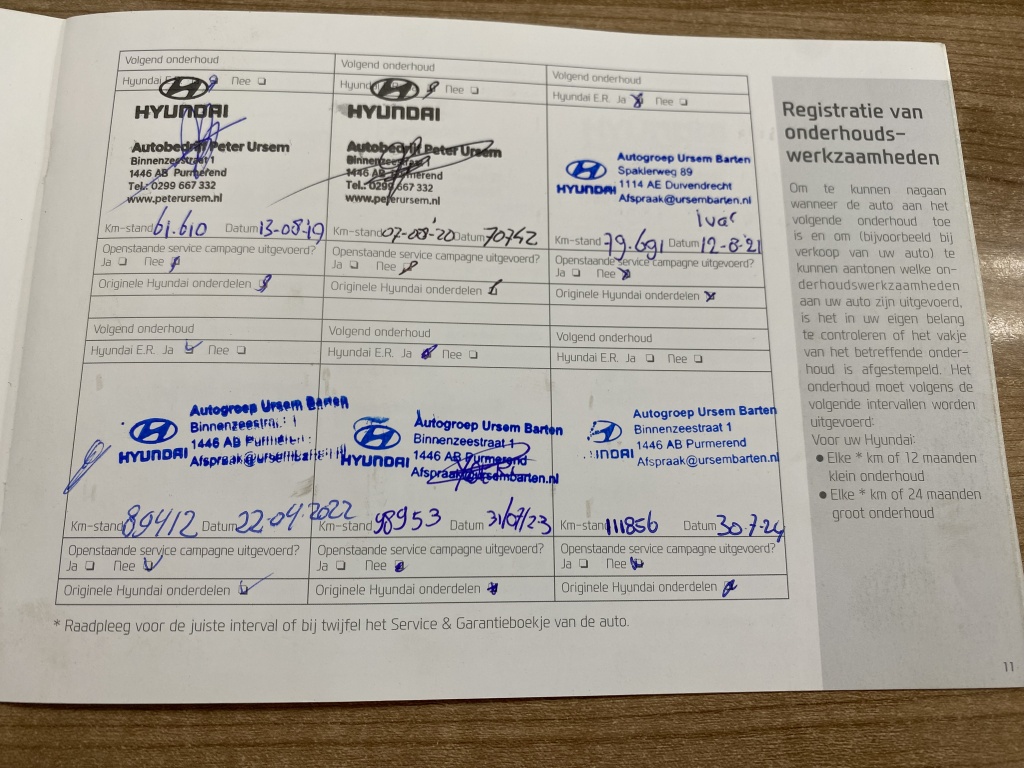 Volgend onderhoud
Hyundai E.R. Ja Nee
HYUNDAI
Autobedrijf Peter Ursem
Binnenzeestraat 1
1446 AB Purmerend
Tel.: 0299 667 332
www.peterursem.nl
Km-stand 61.610 Datum 13-08-19
Openstaande service campagne uitgevoerd?
Ja Nee
Originele Hyundai onderdelen
Volgend onderhoud
Hyundai Nee
HYUNDAI
Autobedrijf Peter Ursem
Binnenzeestraat 1
1446 AB Purmerend
Tel.: 0299 667 332
www.peterursem.nl
Km-stand 07-08-'20 Datum 70742
Openstaande service campagne uitgevoerd?
Ja Nee
Originele Hyundai onderdelen
Volgend onderhoud
Hyundai E.R. Ja Nee
HYUNDAI
Autogroep Ursem Barten
Spaklerweg 89
1114 AE Duivendrecht
Afspraak@ursembarten.nl
Ivar
Km-stand 79.691 Datum 12-8-'21
Openstaande service campagne uitgevoerd?
Ja Nee
Originele Hyundai onderdelen
Volgend onderhoud
Hyundai E.R. Ja Nee
HYUNDAI
Autogroep Ursem Barten
Binnenzeestraat 1
1446 AB Purmerend
Afspraak@ursembarten.nl
Km-stand 89412 Datum 22-04-2022
Openstaande service campagne uitgevoerd?
Ja Nee
Originele Hyundai onderdelen
Volgend onderhoud
Hyundai E.R. Ja Nee
HYUNDAI
Autogroep Ursem Barten
Binnenzeestraat 1
1446 AB Purmerend
Afspraak@ursembarten.nl
Km-stand 98953 Datum 31/07/23
Openstaande service campagne uitgevoerd?
Ja Nee
Originele Hyundai onderdelen
Volgend onderhoud
Hyundai E.R. Ja Nee
Autogroep Ursem Barten
Binnenzeestraat 1
1446 AB Purmerend
Afspraak@ursembarten.nl
Km-stand 111856 Datum 30-7-24
Openstaande service campagne uitgevoerd?
Ja Nee
Originele Hyundai onderdelen
* Raadpleeg voor de juiste interval of bij twijfel het Service & Garantieboekje van de auto.
Registratie van
onderhouds-
werkzaamheden
Om te kunnen nagaan
wanneer de auto aan het
volgende onderhoud toe
is en om (bijvoorbeeld bij
verkoop van uw auto) te
kunnen aantonen welke on-
derhoudswerkzaamheden
aan uw auto zijn uitgevoerd,
is het in uw eigen belang
te controleren of het vakje
van het betreffende onder-
houd is afgestempeld. Het
onderhoud moet volgens de
volgende intervallen worden
uitgevoerd:
Voor uw Hyundai:
● Elke * km of 12 maanden
klein onderhoud
● Elke * km of 24 maanden
groot onderhoud
11